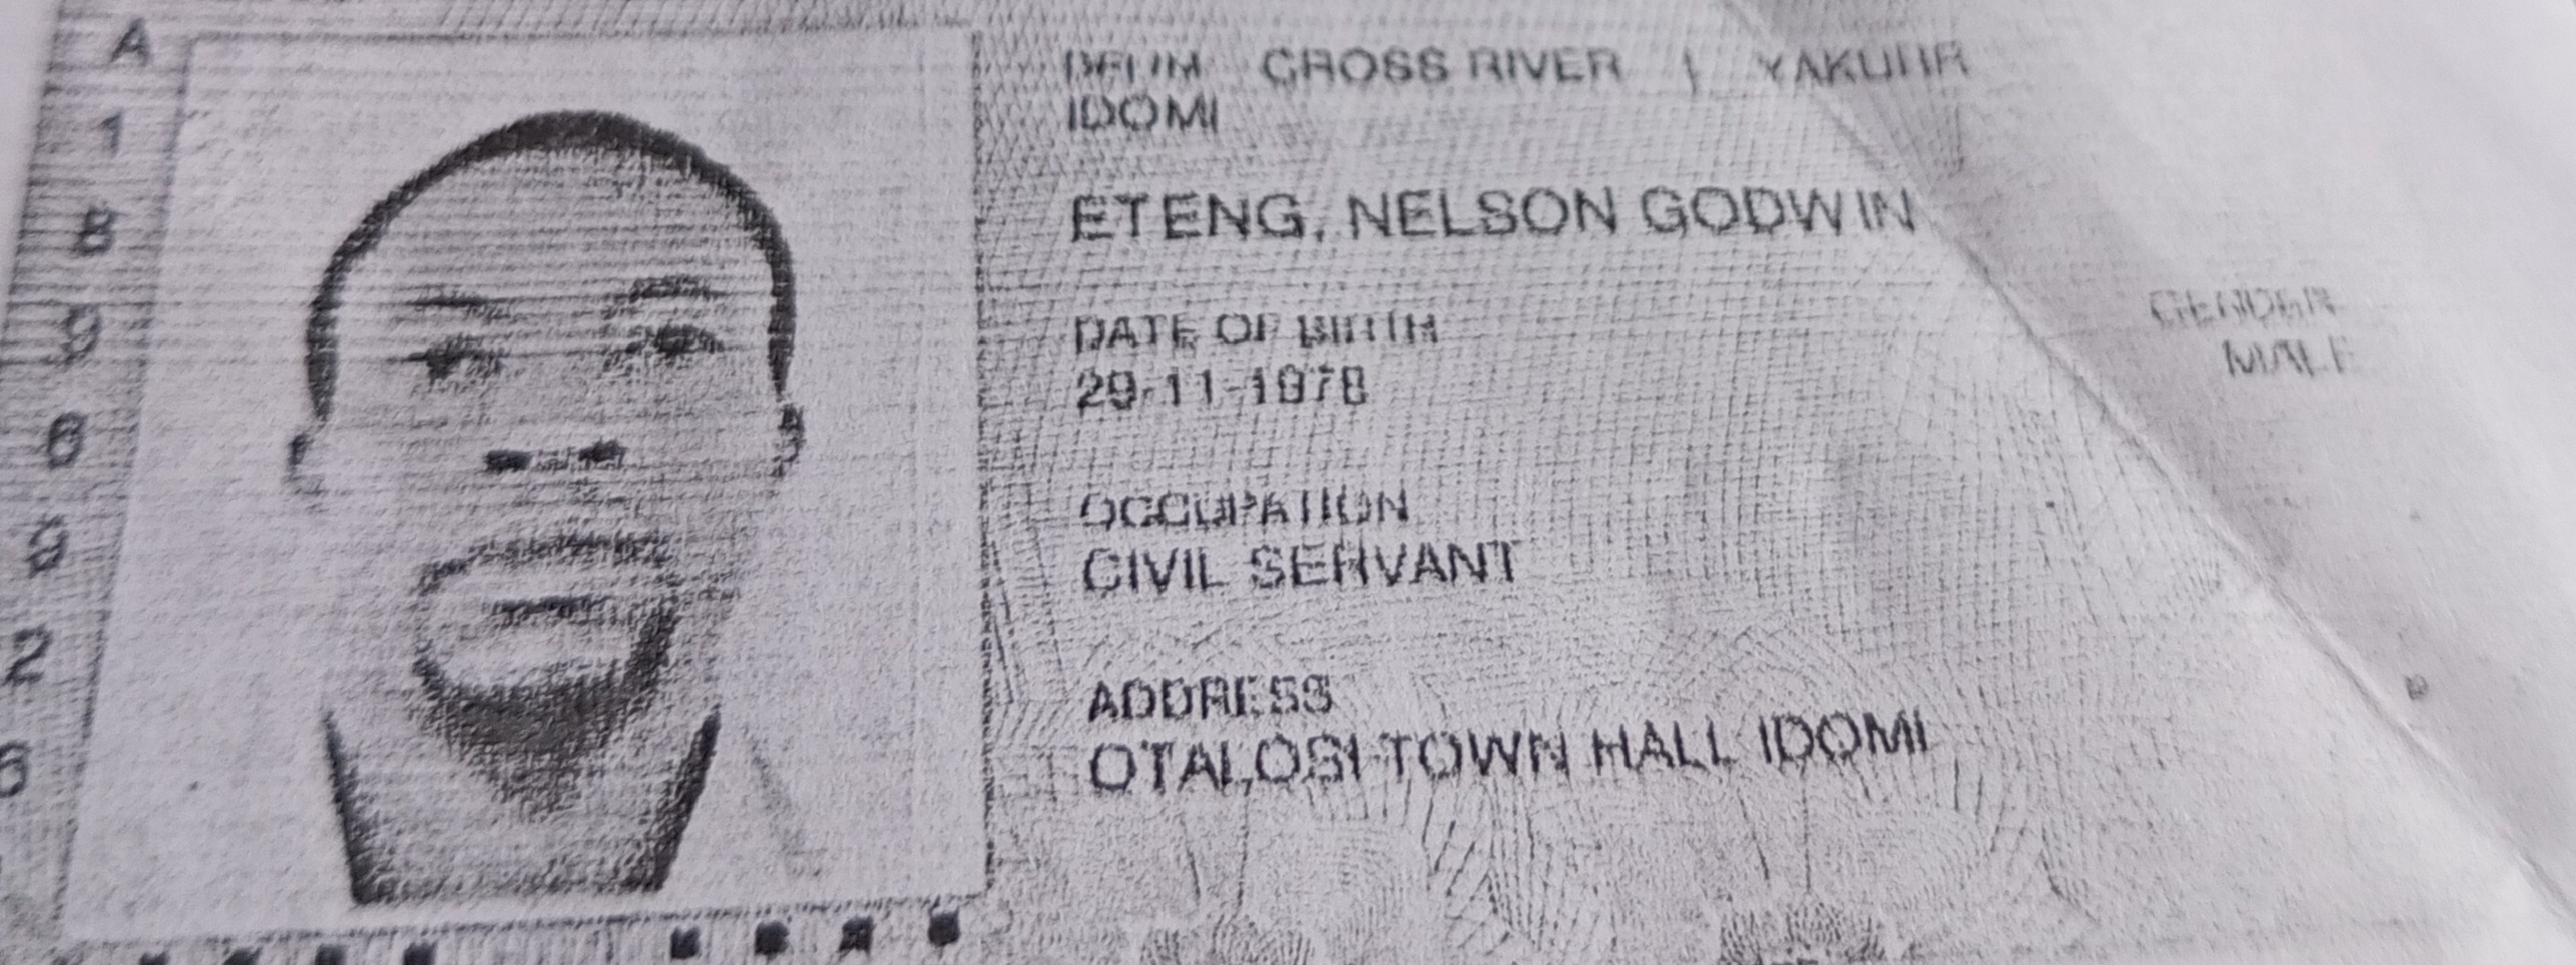 DELIM CROSS RIVER | YAKURR
IDOMI
ETENG, NELSON GODWIN
DATE OF BIRTH
29-11-1978
GENDER
MALE
OCCUPATION
CIVIL SERVANT
ADDRESS
OTALOSI TOWN HALL IDOMI